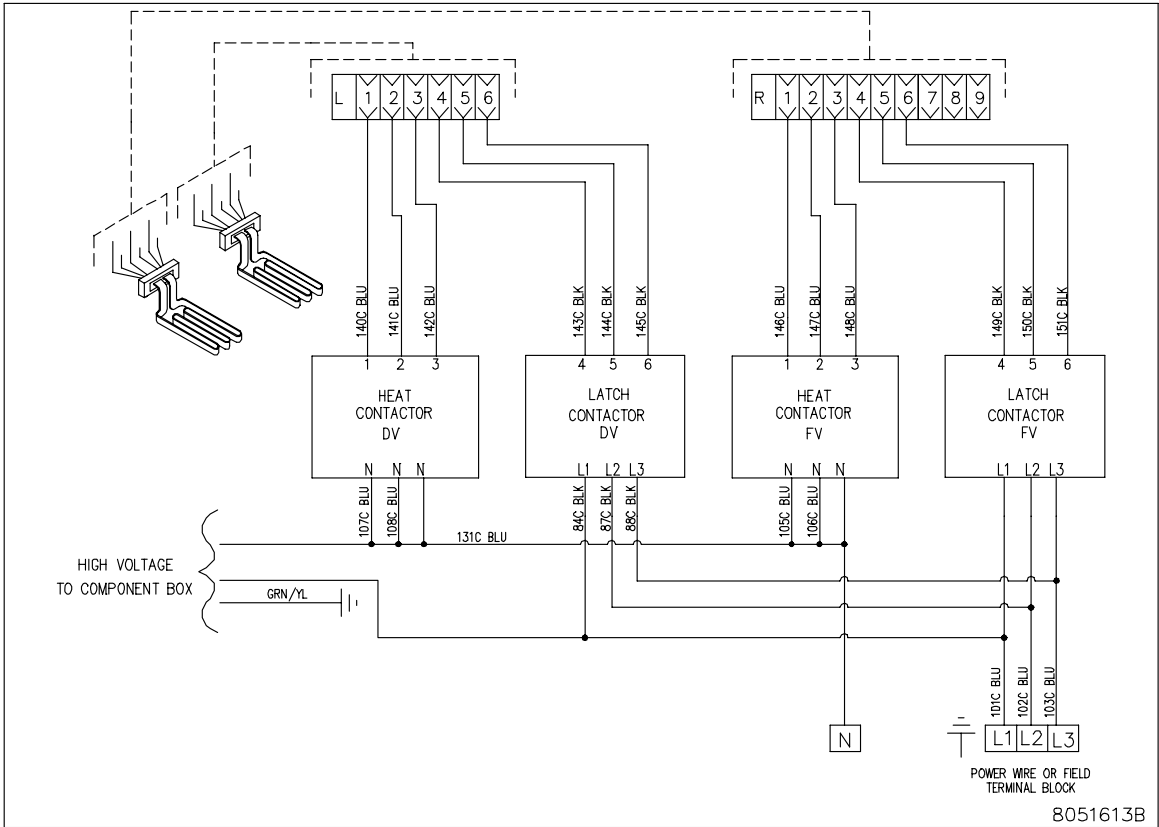 L 1 2 3 4 5 6
R 1 2 3 4 5 6 7 8 9
140C BLU
141C BLU
142C BLU
143C BLK
144C BLK
145C BLK
146C BLU
147C BLU
148C BLU
149C BLK
150C BLK
151C BLK
1 2 3
HEAT
CONTACTOR
DV
N N N
4 5 6
LATCH
CONTACTOR
DV
L1 L2 L3
1 2 3
HEAT
CONTACTOR
FV
N N N
4 5 6
LATCH
CONTACTOR
FV
L1 L2 L3
107C BLU
108C BLU
84C BLK
87C BLK
88C BLK
105C BLU
106C BLU
131C BLU
HIGH VOLTAGE
TO COMPONENT BOX
GRN/YL
101C BLU
102C BLU
103C BLU
N
L1 L2 L3
POWER WIRE OR FIELD
TERMINAL BLOCK
8051613B